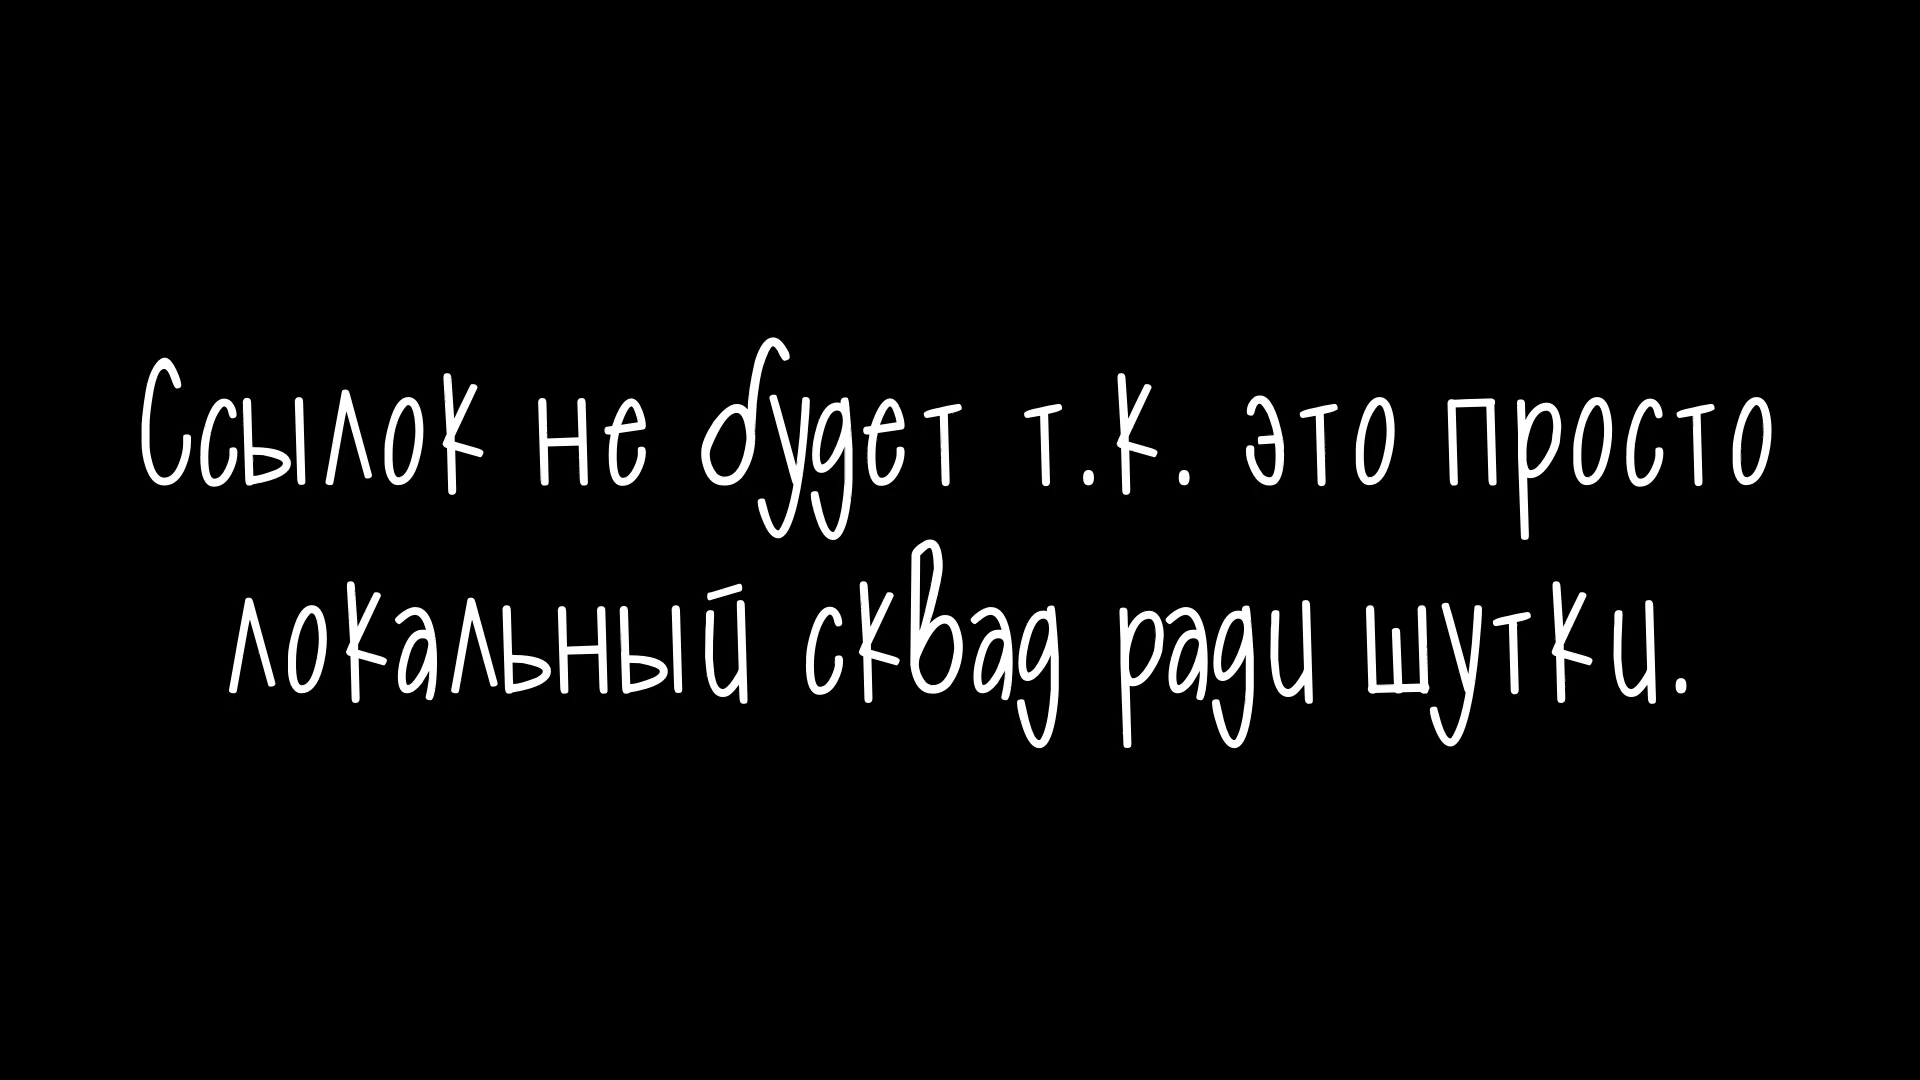 Ссылок не будет т.к. это просто
локальный сквад ради шутки.